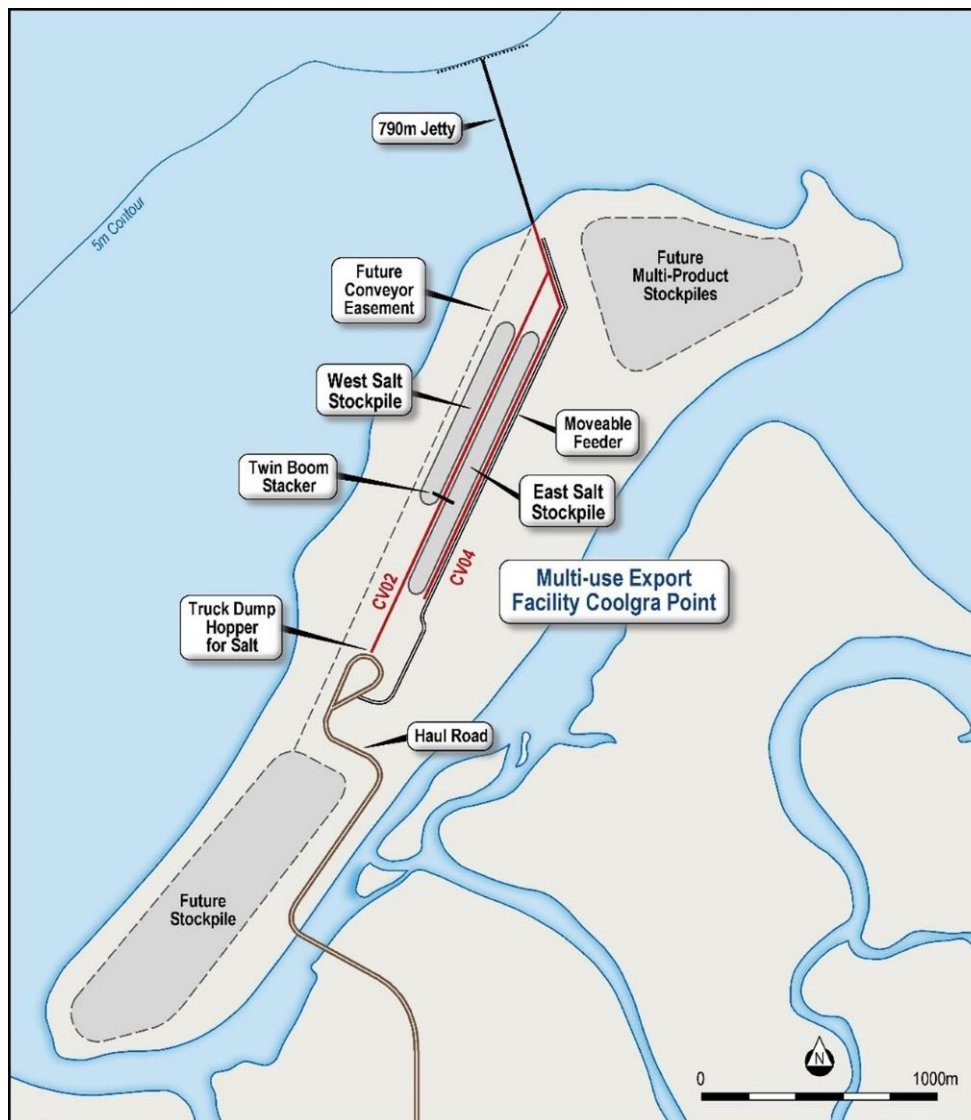 790m Jetty
5m Contour
Future
Multi-Product
Stockpiles
Future
Conveyor
Easement
West Salt
Stockpile
Moveable
Feeder
Twin Boom
Stacker
East Salt
Stockpile
CV02
CV04
Multi-use Export
Facility Coolgra Point
Truck Dump
Hopper
for Salt
Haul Road
Future
Stockpile
N
0
1000m